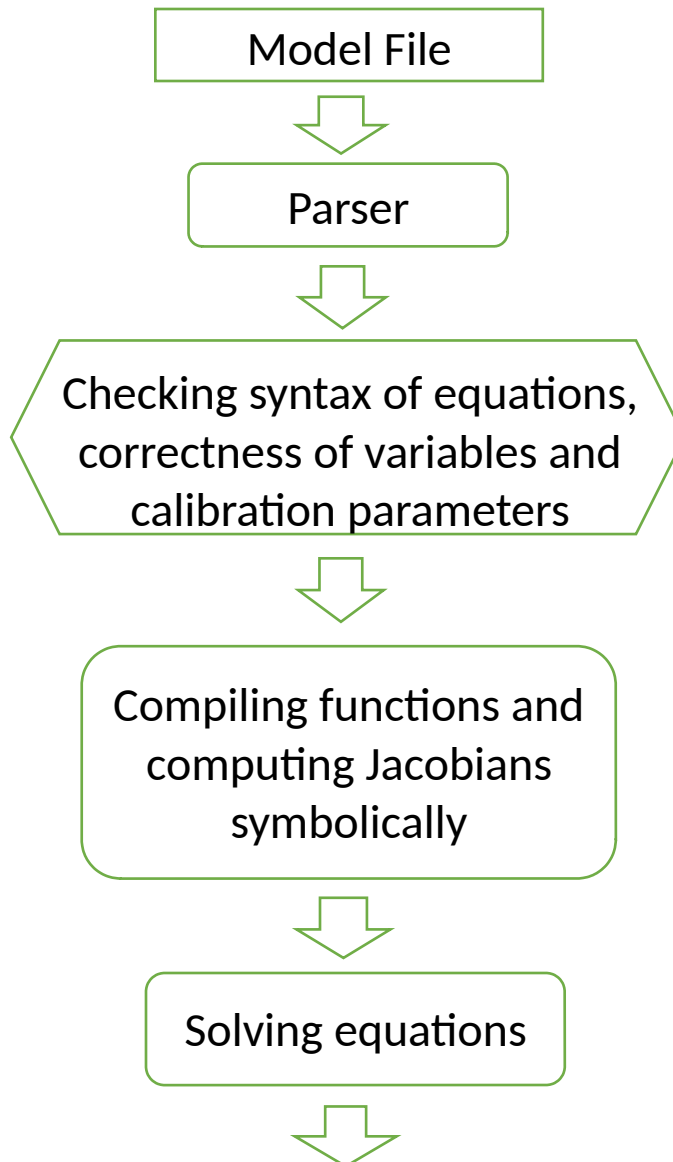 Model File
Parser
Checking syntax of equations,
correctness of variables and
calibration parameters
Compiling functions and
computing Jacobians
symbolically
Solving equations